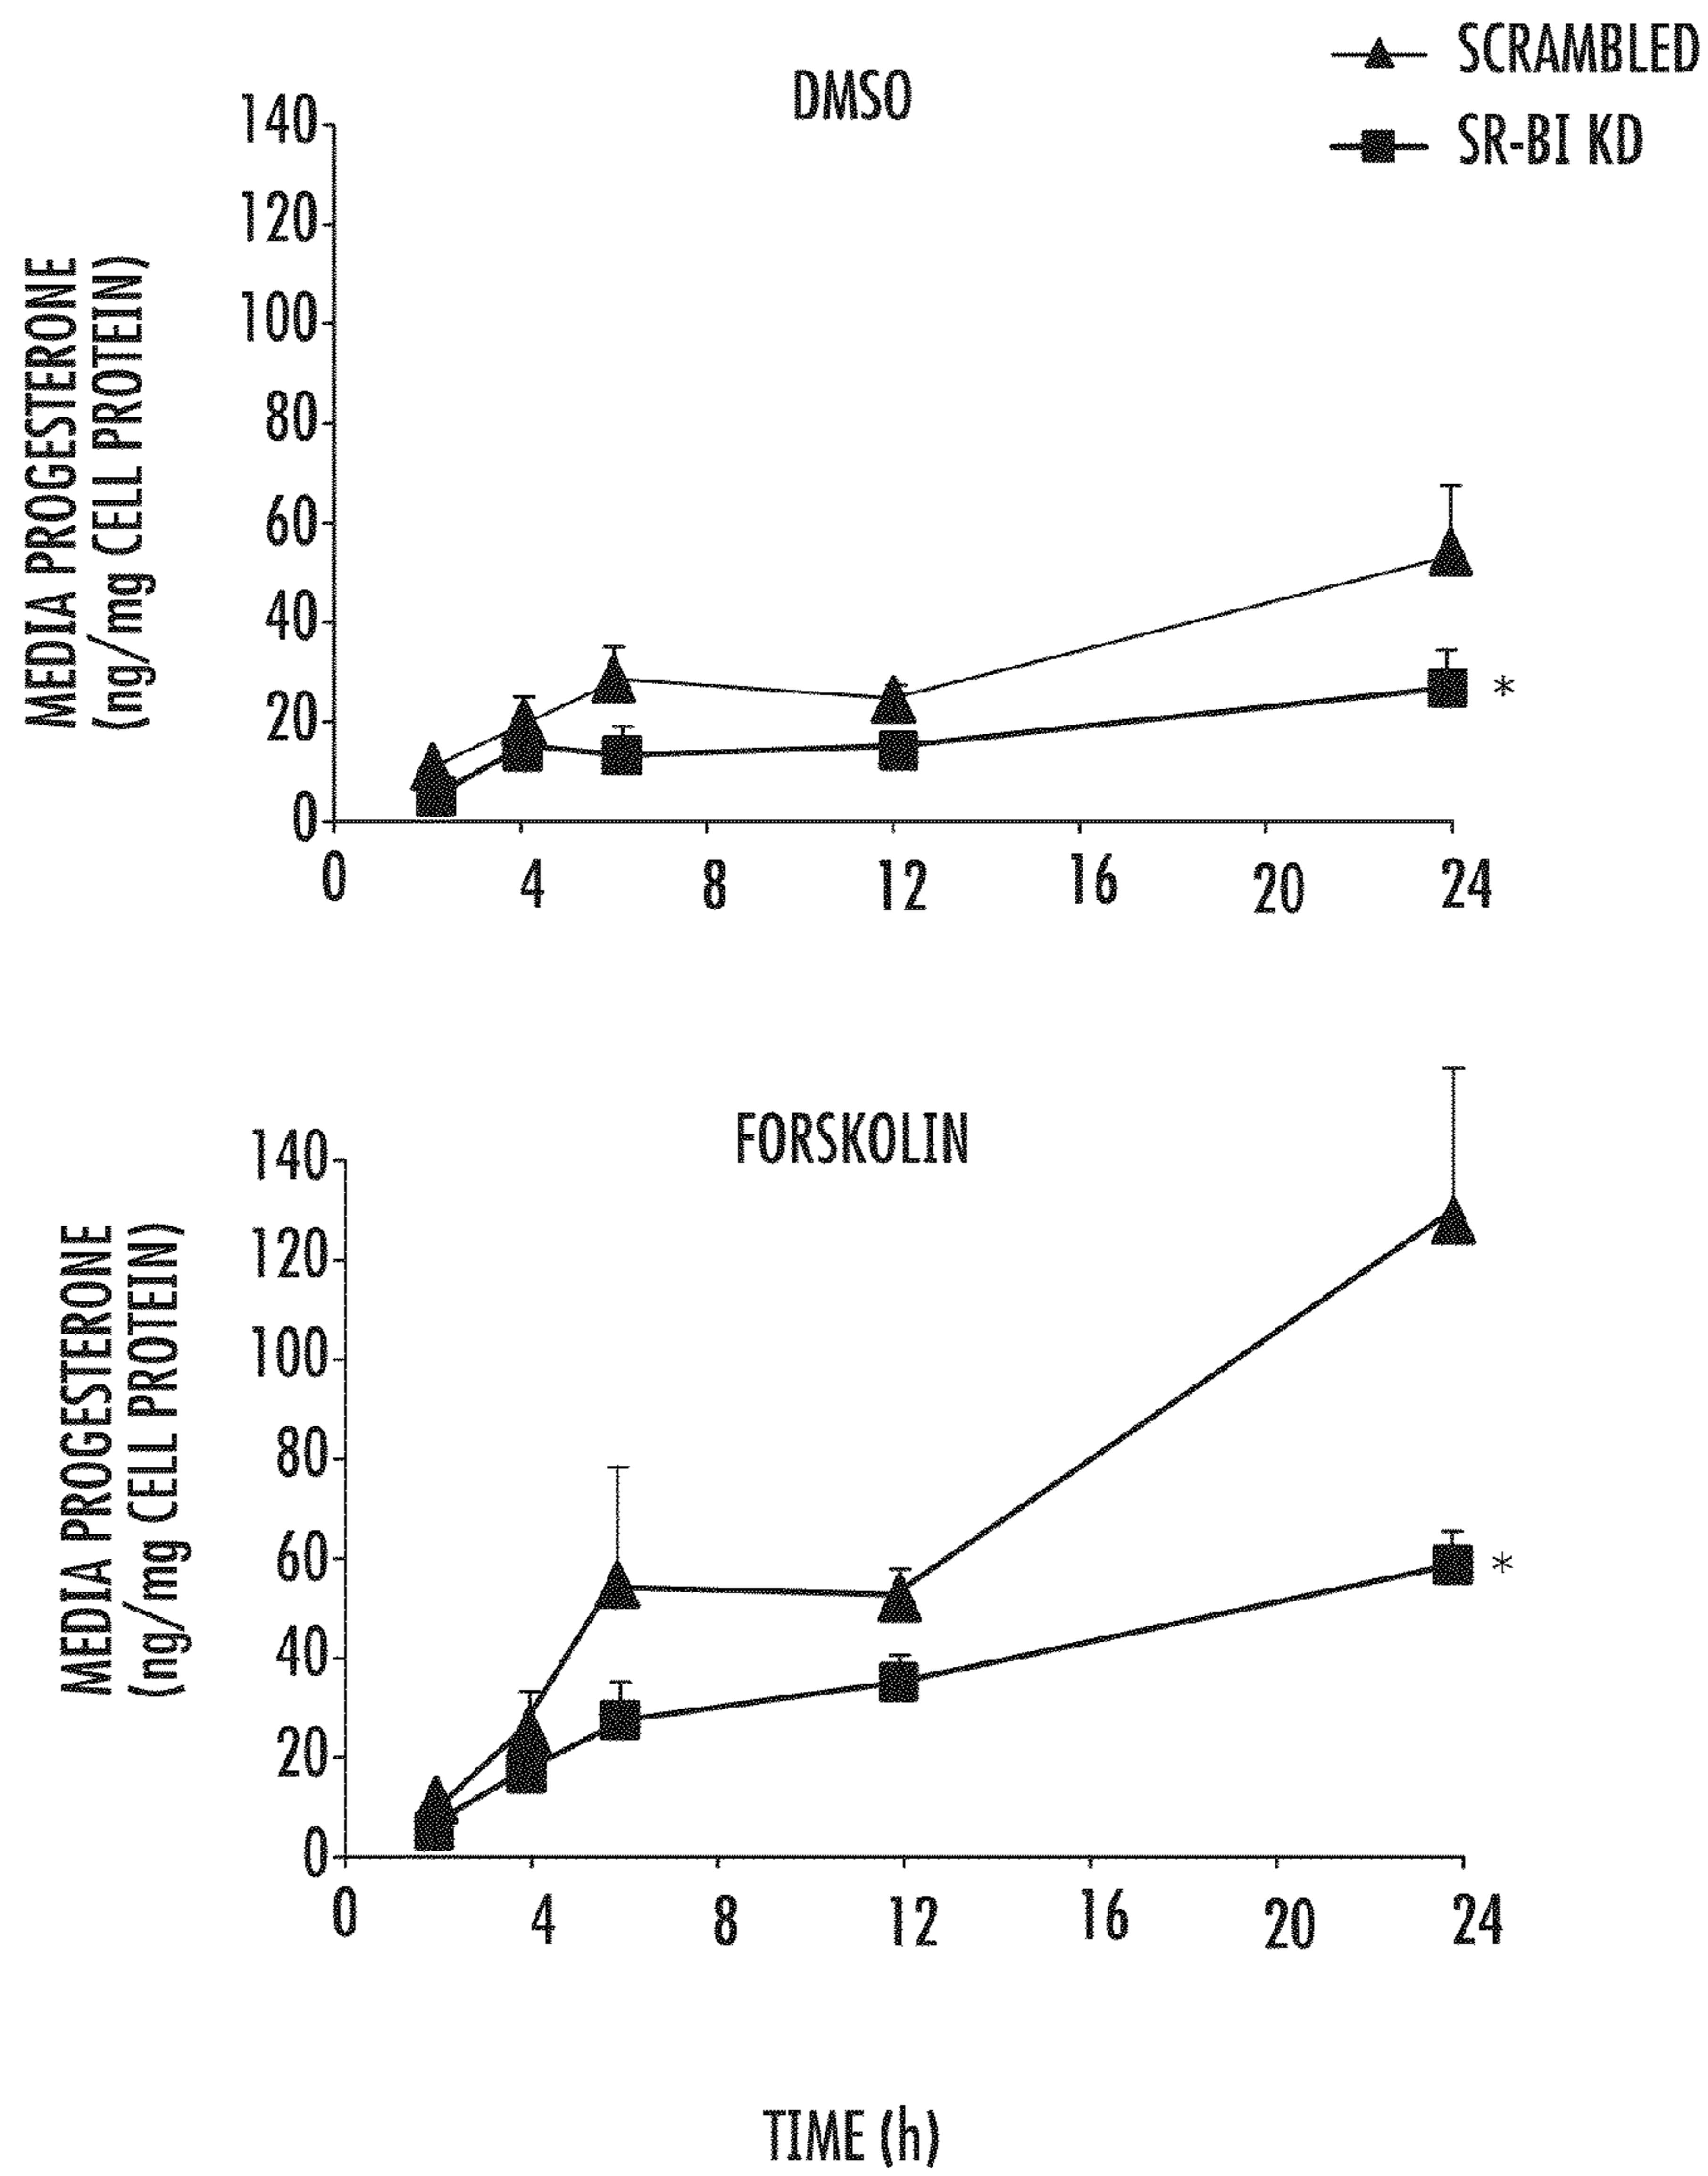 SCRAMBLED
SR-BI KD
DMSO
MEDIA PROGESTERONE
(ng/mg CELL PROTEIN)
140
120
100
80
60
40
20
0
*
0 4 8 12 16 20 24
FORSKOLIN
MEDIA PROGESTERONE
(ng/mg CELL PROTEIN)
140
120
100
80
60
40
20
0
*
0 4 8 12 16 20 24
TIME (h)